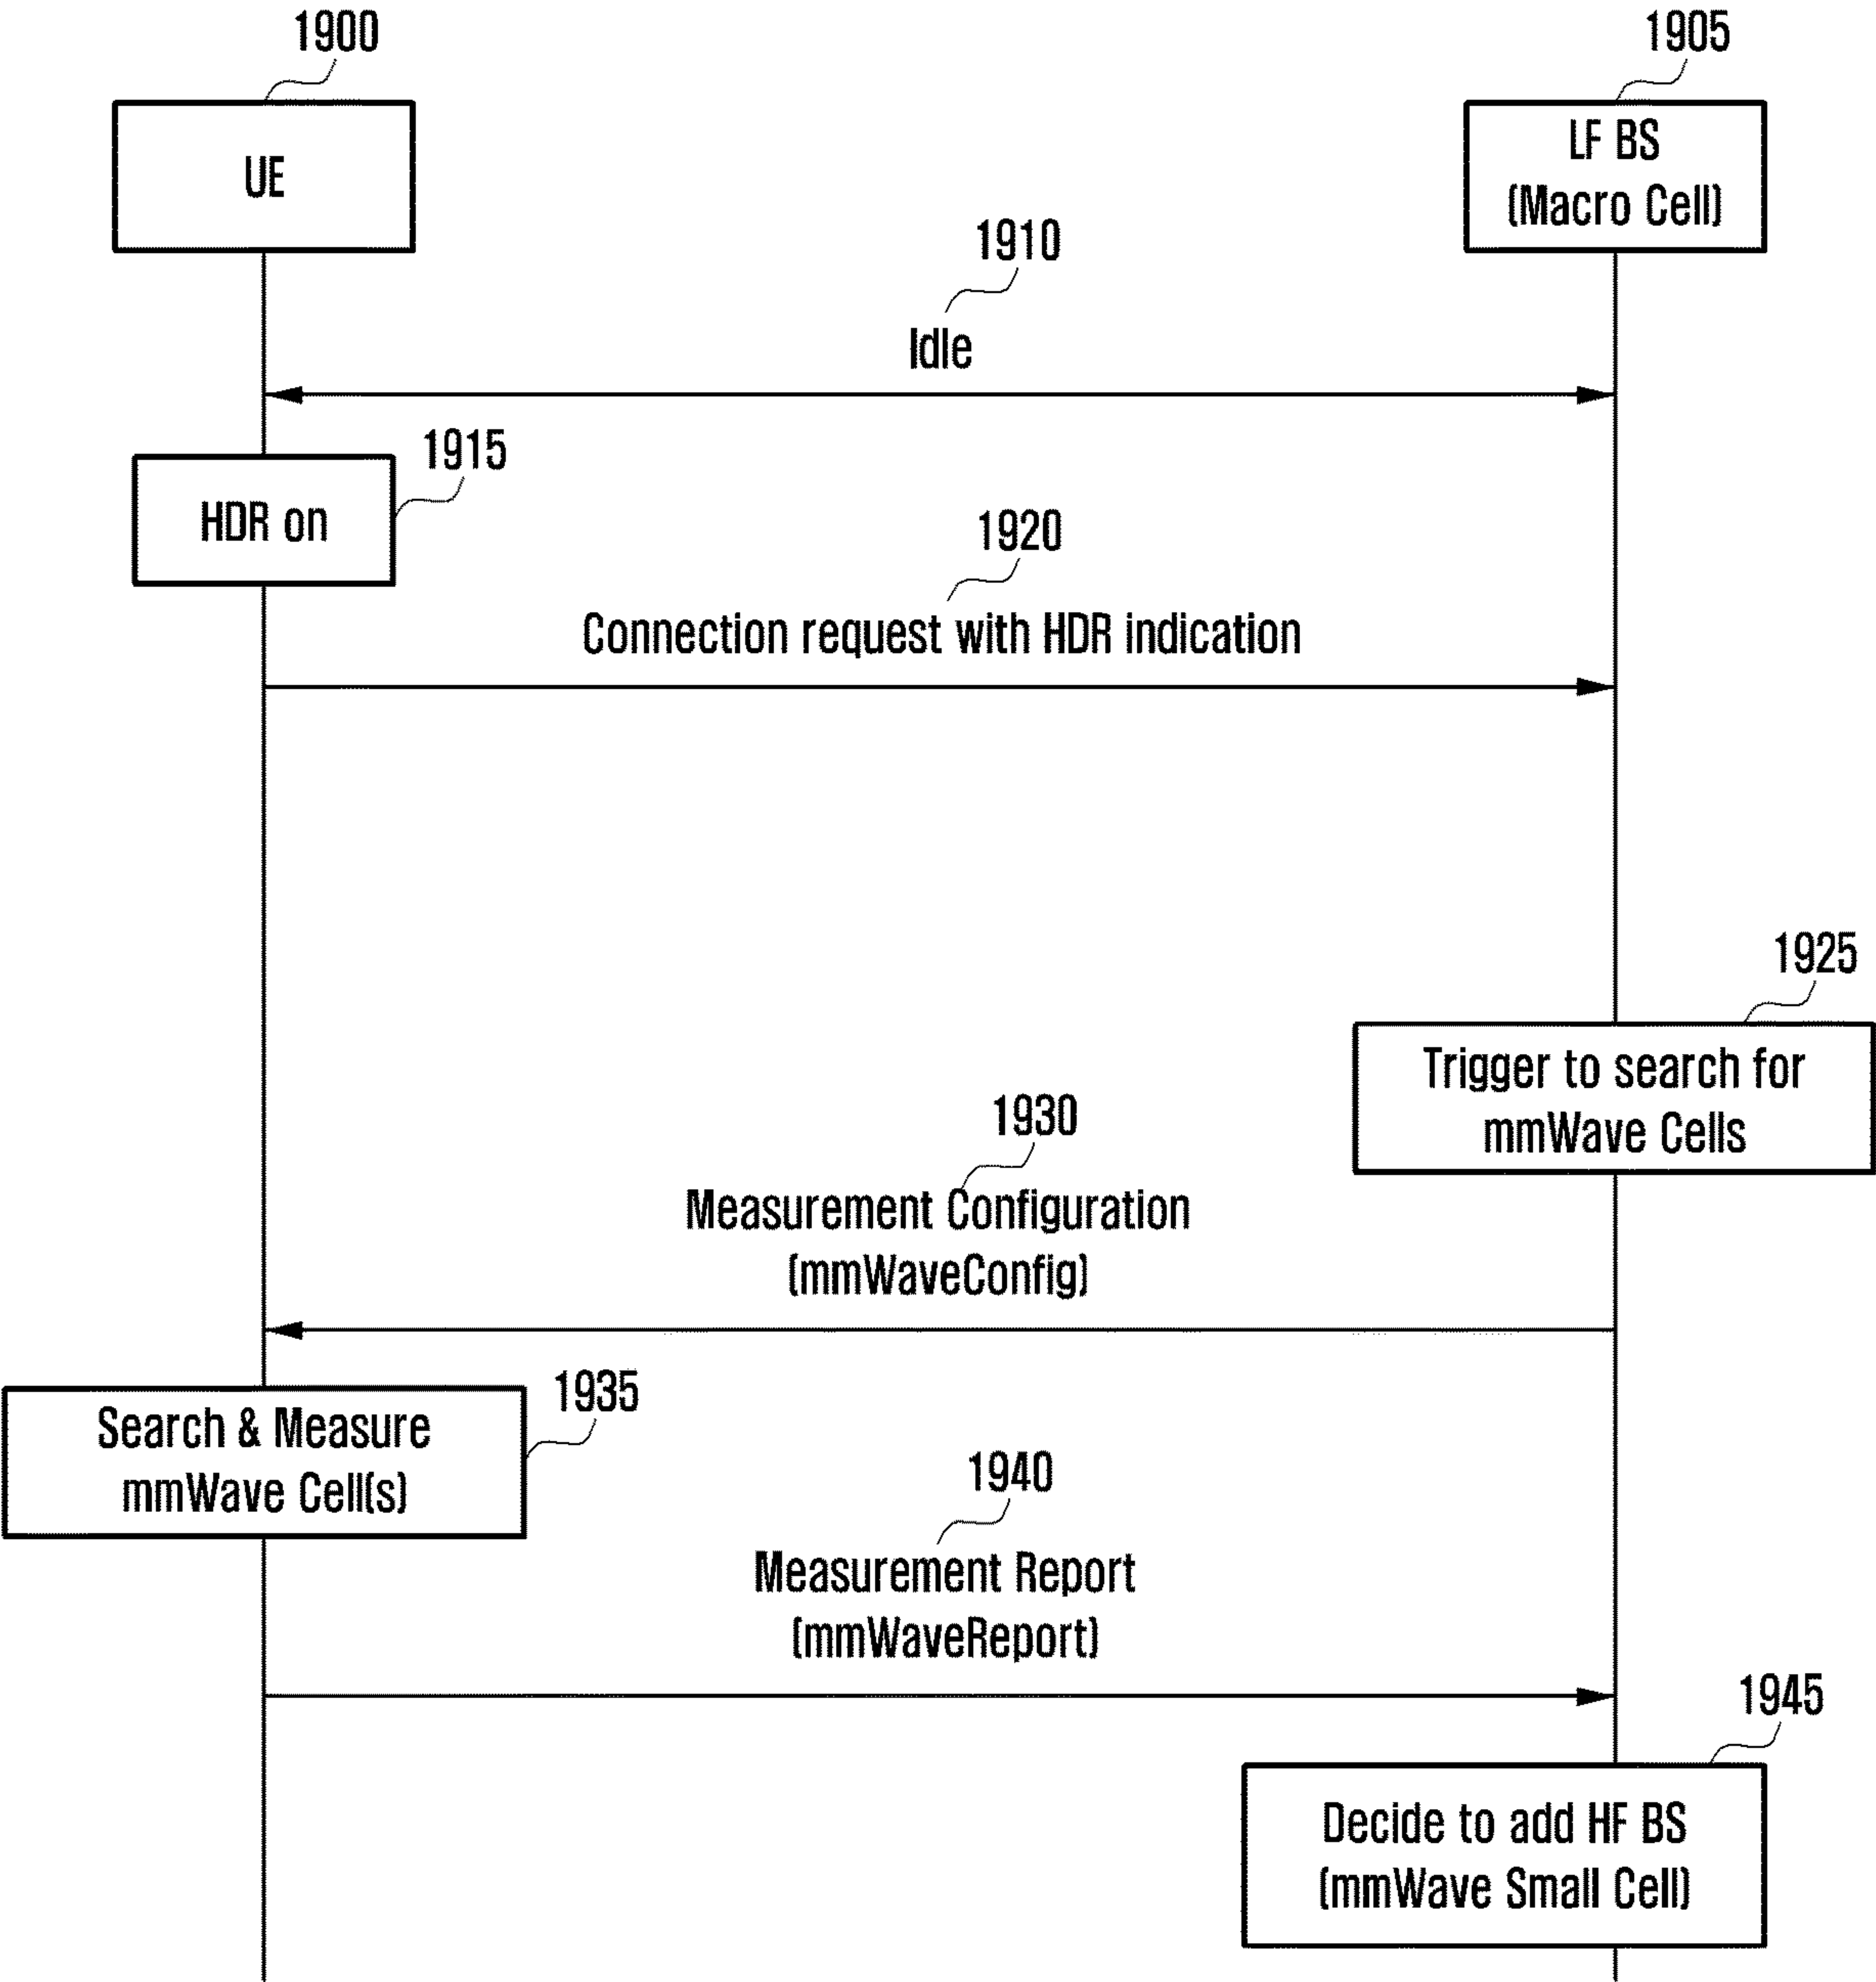 1900
1905
UE
LF BS
(Macro Cell)
1910
Idle
1915
HDR on
1920
Connection request with HDR indication
1925
Trigger to search for
mmWave Cells
1930
Measurement Configuration
(mmWaveConfig)
1935
Search & Measure
mmWave Cell(s)
1940
Measurement Report
(mmWaveReport)
1945
Decide to add HF BS
(mmWave Small Cell)